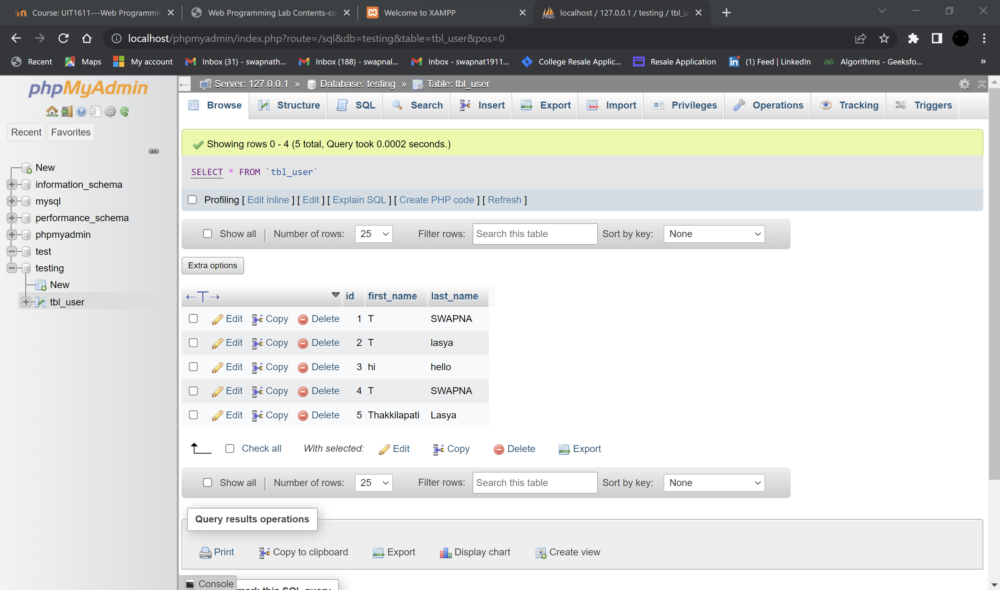 Course: UIT1611---Web Programmin
Web Programming Lab Contents-co
Welcome to XAMPP
localhost / 127.0.0.1 / testing / tbl_u
localhost/phpmyadmin/index.php?route=/sql&db=testing&table=tbl_user&pos=0
Recent Maps My account Inbox (31) - swapnath... Inbox (188) - swapnal... Inbox - swapnat1911... College Resale Applic... Resale Application (1) Feed | LinkedIn Algorithms - Geeksfo... »
phpMyAdmin
Recent Favorites
New
information_schema
mysql
performance_schema
phpmyadmin
test
testing
New
tbl_user
Server: 127.0.0.1 » Database: testing » Table: tbl_user
Browse Structure SQL Search Insert Export Import Privileges Operations Tracking Triggers
Showing rows 0 - 4 (5 total, Query took 0.0002 seconds.)
SELECT * FROM `tbl_user`
Profiling [ Edit inline ] [ Edit ] [ Explain SQL ] [ Create PHP code ] [ Refresh ]
Show all | Number of rows: 25 Filter rows: Search this table Sort by key: None
Extra options
←T→ id first_name last_name
Edit Copy Delete 1 T SWAPNA
Edit Copy Delete 2 T lasya
Edit Copy Delete 3 hi hello
Edit Copy Delete 4 T SWAPNA
Edit Copy Delete 5 Thakkilapati Lasya
Check all With selected: Edit Copy Delete Export
Show all | Number of rows: 25 Filter rows: Search this table Sort by key: None
Query results operations
Print Copy to clipboard Export Display chart Create view
Console